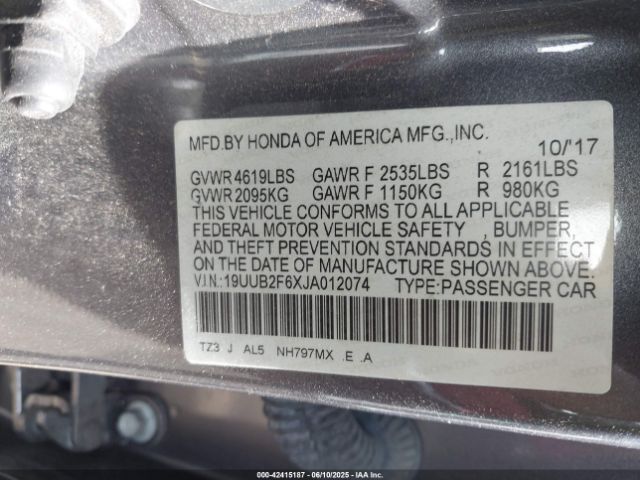 MFD.BY HONDA OF AMERICA MFG.,INC. 10/'17
GVWR 4619LBS GAWR F 2535LBS R 2161LBS
GVWR 2095KG GAWR F 1150KG R 980KG
THIS VEHICLE CONFORMS TO ALL APPLICABLE
FEDERAL MOTOR VEHICLE SAFETY , BUMPER,
AND THEFT PREVENTION STANDARDS IN EFFECT
ON THE DATE OF MANUFACTURE SHOWN ABOVE.
V.I.N.:19UUB2F6XJA012074 TYPE:PASSENGER CAR
TZ3 J AL5 NH797MX .E .A
000-42415187 - 06/10/2025 - IAA Inc.